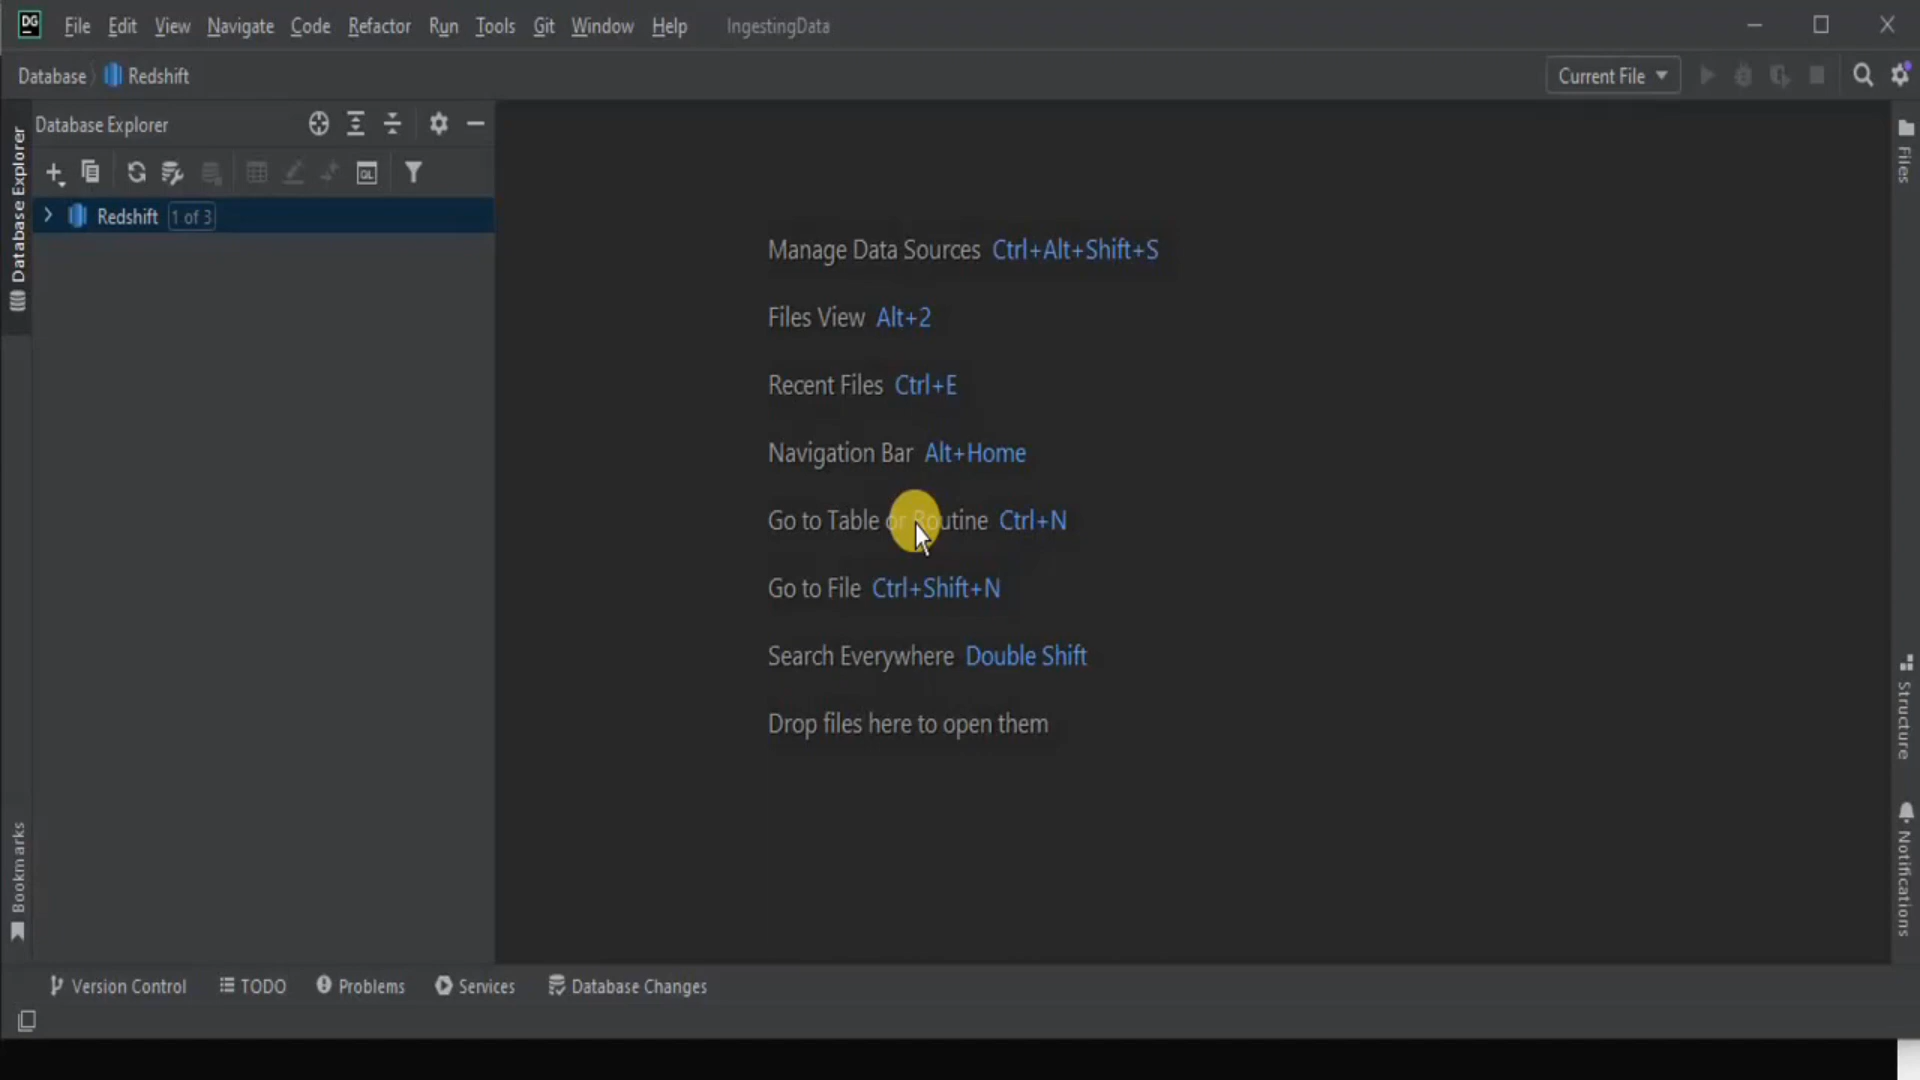 DG File Edit View Navigate Code Refactor Run Tools Git Window Help IngestingData
Database Redshift Current File
Database Explorer
Database Explorer
QL
Redshift 1 of 3
Manage Data Sources Ctrl+Alt+Shift+S
Files View Alt+2
Recent Files Ctrl+E
Navigation Bar Alt+Home
Go to Table or Routine Ctrl+N
Go to File Ctrl+Shift+N
Search Everywhere Double Shift
Drop files here to open them
Files
Structure
Notifications
Bookmarks
Version Control TODO Problems Services Database Changes